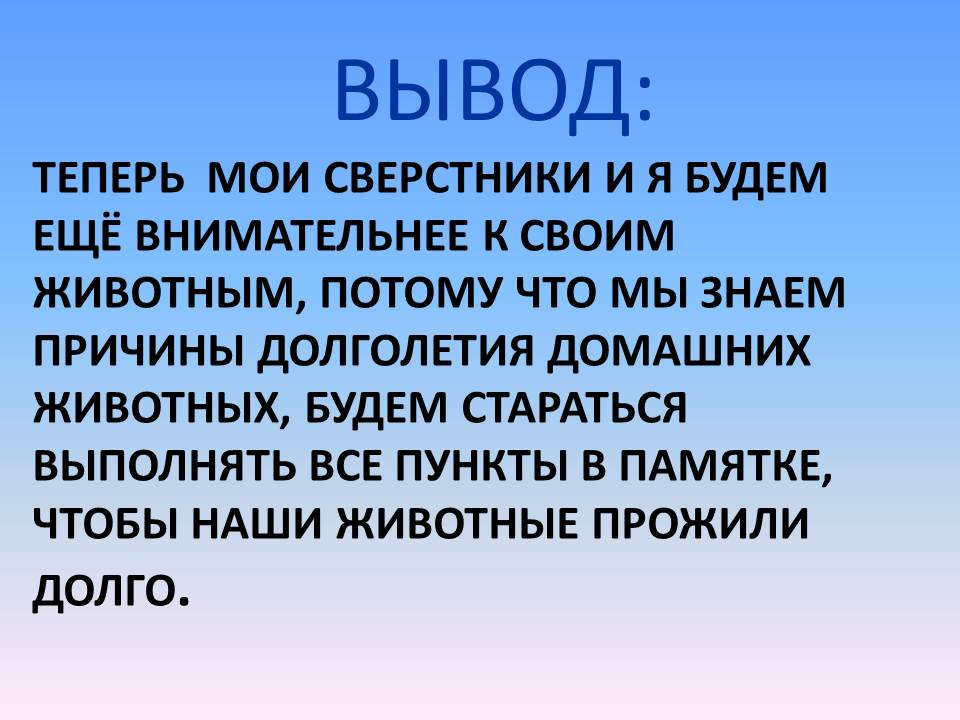 ВЫВОД:
ТЕПЕРЬ  МОИ СВЕРСТНИКИ И Я БУДЕМ
ЕЩЁ ВНИМАТЕЛЬНЕЕ К СВОИМ
ЖИВОТНЫМ, ПОТОМУ ЧТО МЫ ЗНАЕМ
ПРИЧИНЫ ДОЛГОЛЕТИЯ ДОМАШНИХ
ЖИВОТНЫХ, БУДЕМ СТАРАТЬСЯ
ВЫПОЛНЯТЬ ВСЕ ПУНКТЫ В ПАМЯТКЕ,
ЧТОБЫ НАШИ ЖИВОТНЫЕ ПРОЖИЛИ
ДОЛГО.